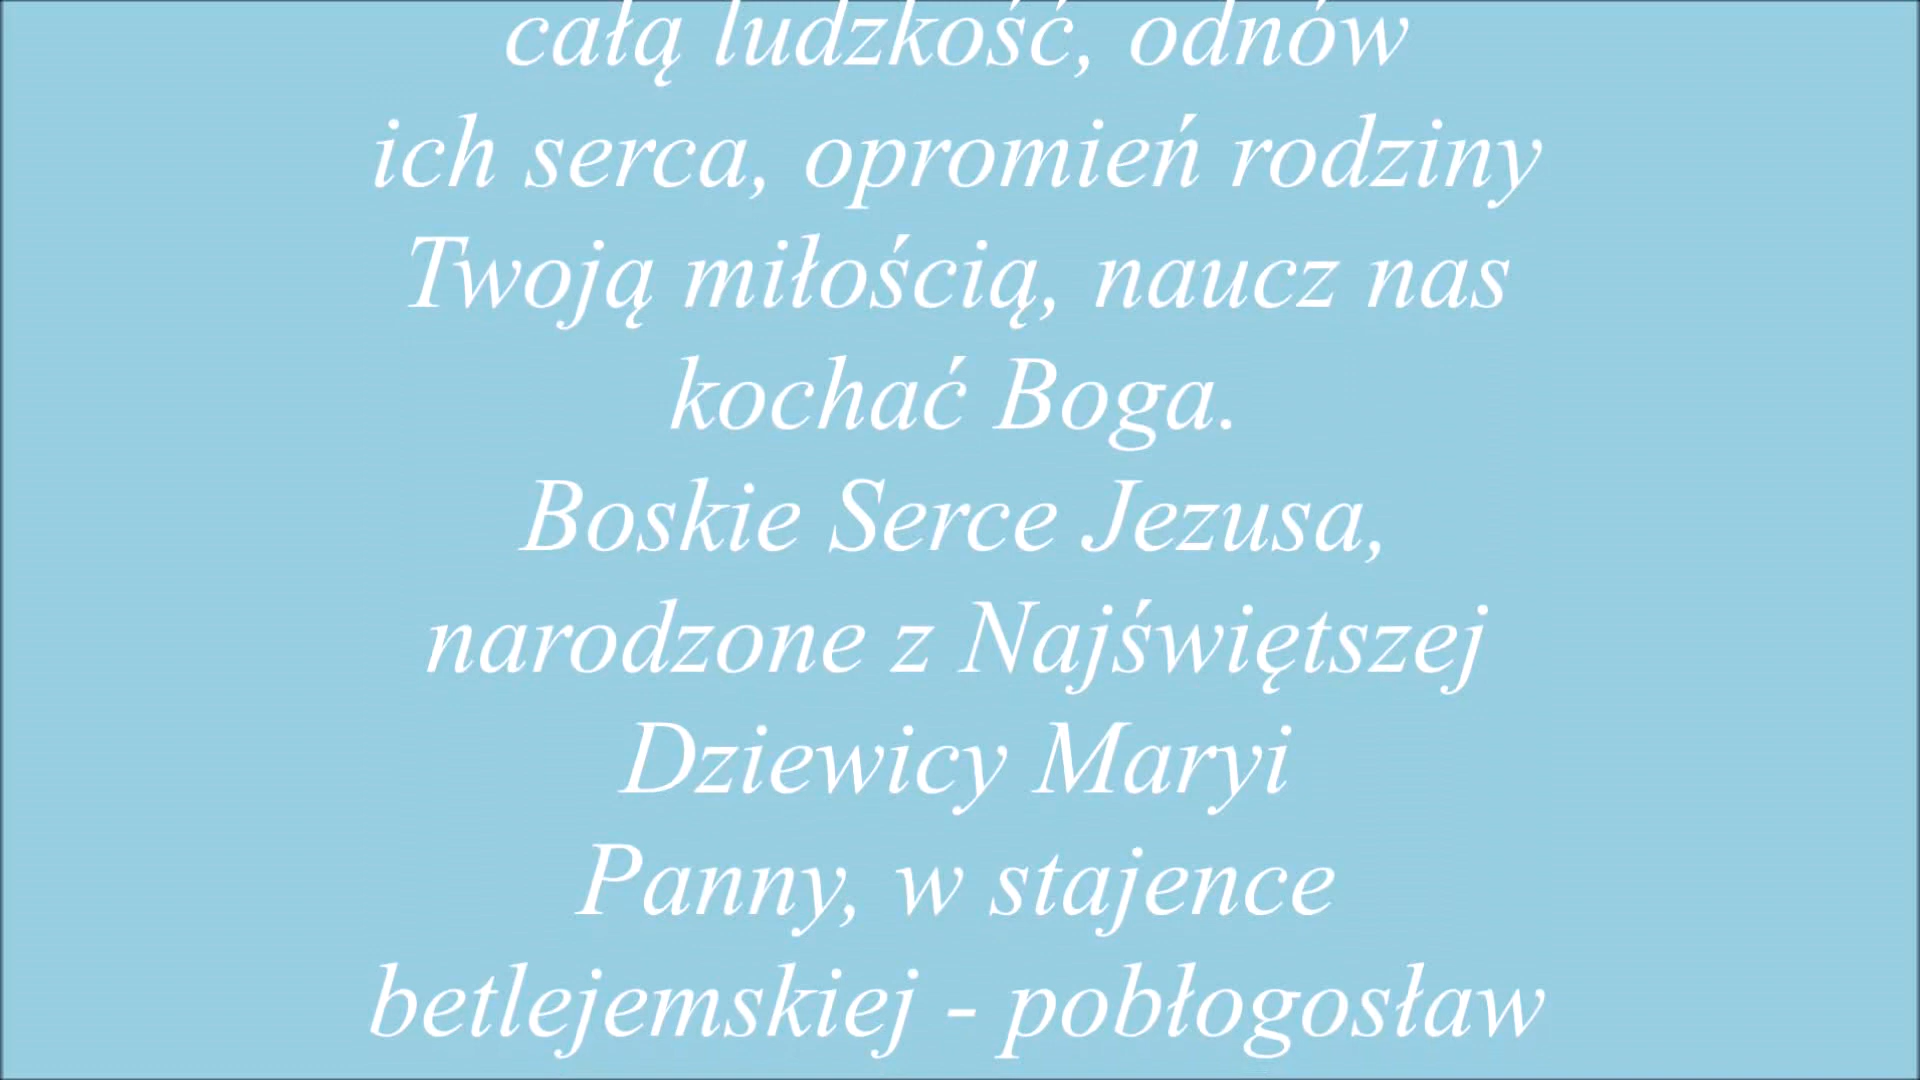 całą ludzkość, odnów
ich serca, opromień rodziny
Twoją miłością, naucz nas
kochać Boga.
Boskie Serce Jezusa,
narodzone z Najświętszej
Dziewicy Maryi
Panny, w stajence
betlejemskiej - pobłogosław